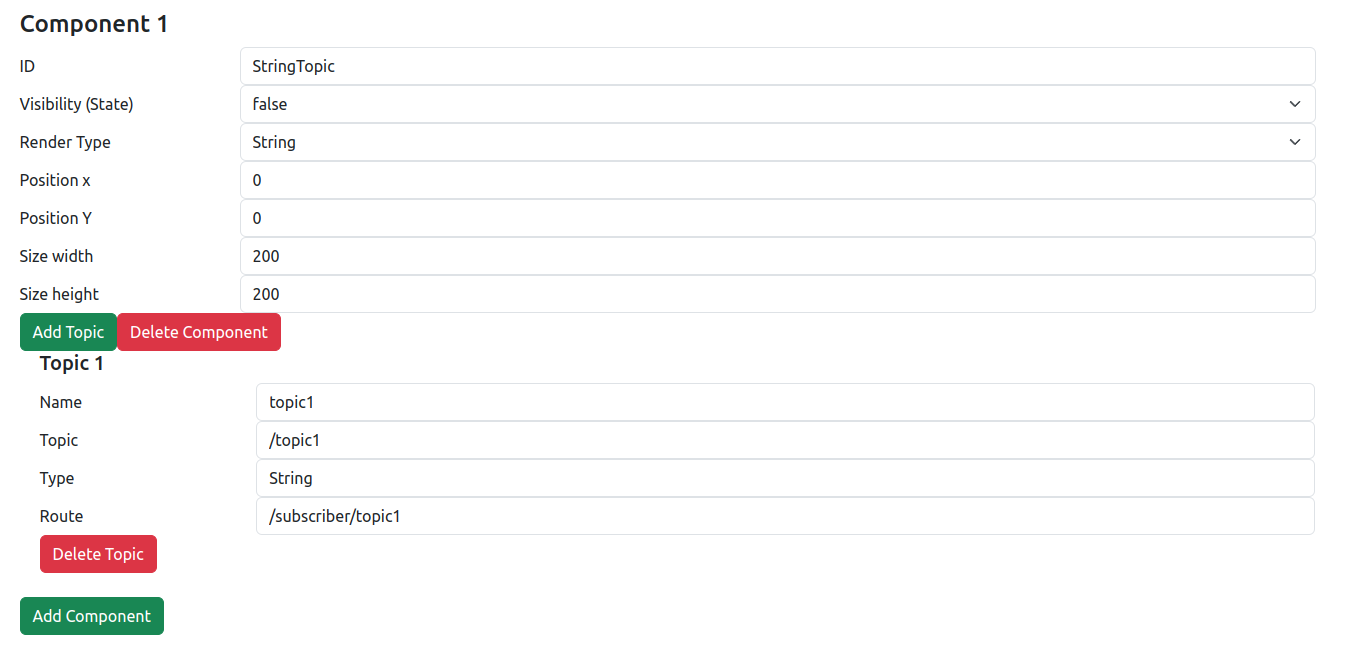 Component 1
ID StringTopic
Visibility (State) false
Render Type String
Position x 0
Position Y 0
Size width 200
Size height 200
Add Topic Delete Component
Topic 1
Name topic1
Topic /topic1
Type String
Route /subscriber/topic1
Delete Topic
Add Component